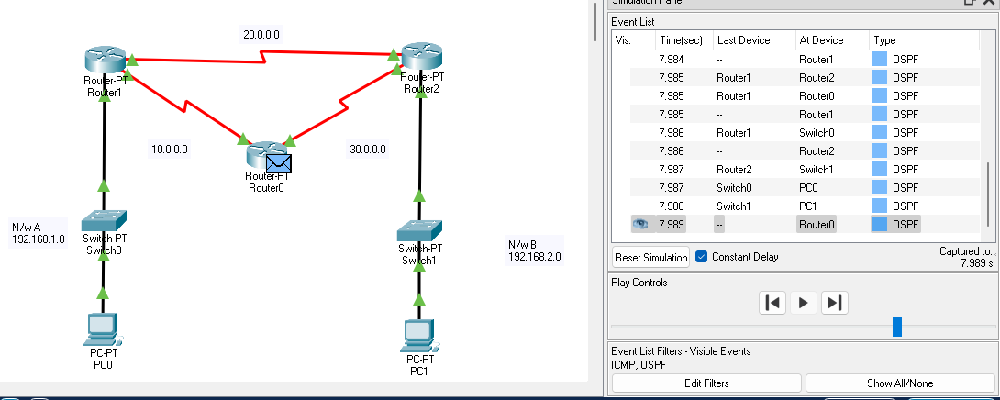 Simulation Panel
Event List
Vis. Time(sec) Last Device At Device Type
7.984 -- Router1 OSPF
7.985 Router1 Router2 OSPF
7.985 Router1 Router0 OSPF
7.985 -- Router1 OSPF
7.986 Router1 Switch0 OSPF
7.986 -- Router2 OSPF
7.987 Router2 Switch1 OSPF
7.987 Switch0 PC0 OSPF
7.988 Switch1 PC1 OSPF
7.989 -- Router0 OSPF
Reset Simulation Constant Delay Captured to:
7.989 s
Play Controls
Event List Filters - Visible Events
ICMP, OSPF
Edit Filters Show All/None
20.0.0.0
Router-PT
Router1
Router-PT
Router2
10.0.0.0
30.0.0.0
Router-PT
Router0
N/w A
192.168.1.0
Switch-PT
Switch0
Switch-PT
Switch1
N/w B
192.168.2.0
PC-PT
PC0
PC-PT
PC1